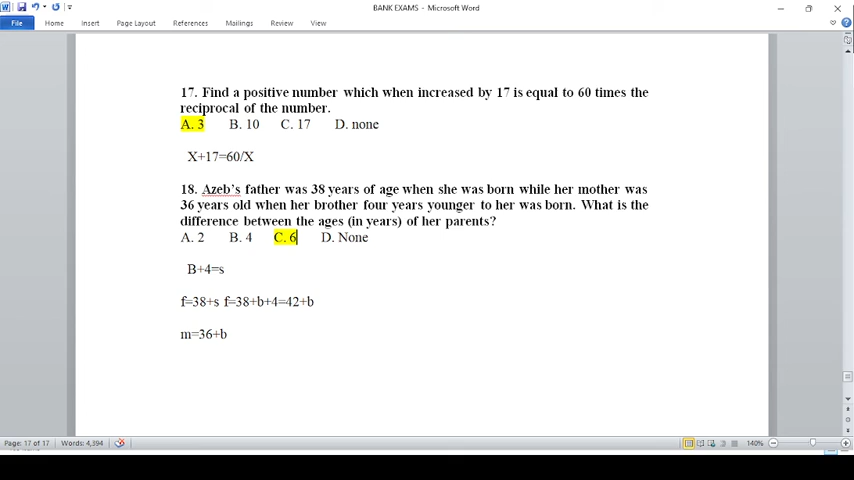 BANK EXAMS - Microsoft Word
File Home Insert Page Layout References Mailings Review View
17. Find a positive number which when increased by 17 is equal to 60 times the
reciprocal of the number.
A. 3 B. 10 C. 17 D. none
X+17=60/X
18. Azeb's father was 38 years of age when she was born while her mother was
36 years old when her brother four years younger to her was born. What is the
difference between the ages (in years) of her parents?
A. 2 B. 4 C. 6 D. None
B+4=s
f=38+s f=38+b+4=42+b
m=36+b
Page: 17 of 17 Words: 4,394 140%